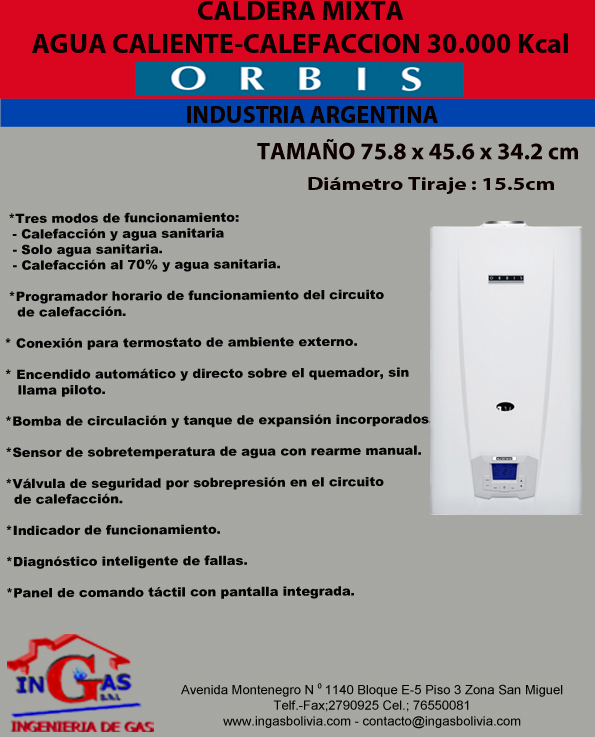 CALDERA MIXTA
AGUA CALIENTE-CALEFACCION 30.000 Kcal
ORBIS
INDUSTRIA ARGENTINA
TAMAÑO 75.8 x 45.6 x 34.2 cm
Diámetro Tiraje : 15.5cm
*Tres modos de funcionamiento:
- Calefacción y agua sanitaria
- Solo agua sanitaria.
- Calefacción al 70% y agua sanitaria.
*Programador horario de funcionamiento del circuito
de calefacción.
* Conexión para termostato de ambiente externo.
* Encendido automático y directo sobre el quemador, sin
llama piloto.
*Bomba de circulación y tanque de expansión incorporados
*Sensor de sobretemperatura de agua con rearme manual.
*Válvula de seguridad por sobrepresión en el circuito
de calefacción.
*Indicador de funcionamiento.
*Diagnóstico inteligente de fallas.
*Panel de comando táctil con pantalla integrada.
ORBIS
INGAS
S.R.L
INGENIERIA DE GAS
Avenida Montenegro N º 1140 Bloque E-5 Piso 3 Zona San Miguel
Telf.-Fax;2790925 Cel.; 76550081
www.ingasbolivia.com - contacto@ingasbolivia.com